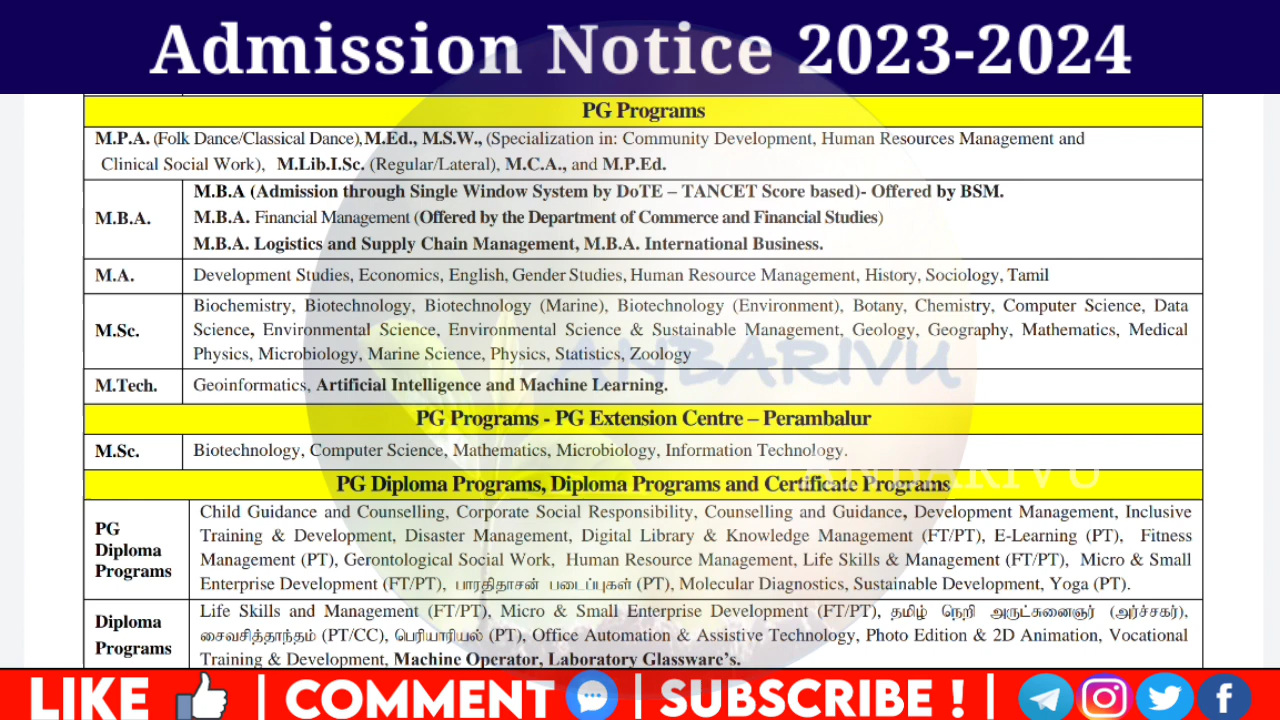 Admission Notice 2023-2024
PG Programs
M.P.A. (Folk Dance/Classical Dance), M.Ed., M.S.W., (Specialization in: Community Development, Human Resources Management and
Clinical Social Work), M.Lib.I.Sc. (Regular/Lateral), M.C.A., and M.P.Ed.
M.B.A.
M.B.A (Admission through Single Window System by DoTE – TANCET Score based)- Offered by BSM.
M.B.A. Financial Management (Offered by the Department of Commerce and Financial Studies)
M.B.A. Logistics and Supply Chain Management, M.B.A. International Business.
M.A.
Development Studies, Economics, English, Gender Studies, Human Resource Management, History, Sociology, Tamil
M.Sc.
Biochemistry, Biotechnology, Biotechnology (Marine), Biotechnology (Environment), Botany, Chemistry, Computer Science, Data
Science, Environmental Science, Environmental Science & Sustainable Management, Geology, Geography, Mathematics, Medical
Physics, Microbiology, Marine Science, Physics, Statistics, Zoology
ANBARIVU
M.Tech.
Geoinformatics, Artificial Intelligence and Machine Learning.
PG Programs - PG Extension Centre – Perambalur
M.Sc.
Biotechnology, Computer Science, Mathematics, Microbiology, Information Technology.
ANBARIVU
PG Diploma Programs, Diploma Programs and Certificate Programs
PG
Diploma
Programs
Child Guidance and Counselling, Corporate Social Responsibility, Counselling and Guidance, Development Management, Inclusive
Training & Development, Disaster Management, Digital Library & Knowledge Management (FT/PT), E-Learning (PT), Fitness
Management (PT), Gerontological Social Work, Human Resource Management, Life Skills & Management (FT/PT), Micro & Small
Enterprise Development (FT/PT), பாரதிதாசன் படைப்புகள் (PT), Molecular Diagnostics, Sustainable Development, Yoga (PT).
Diploma
Programs
Life Skills and Management (FT/PT), Micro & Small Enterprise Development (FT/PT), தமிழ் நெறி அருட்சுனைஞர் (அர்ச்சகர்),
சைவசித்தாந்தம் (PT/CC), பெரியாரியல் (PT), Office Automation & Assistive Technology, Photo Edition & 2D Animation, Vocational
Training & Development, Machine Operator, Laboratory Glassware's.
LIKE | COMMENT | SUBSCRIBE ! |